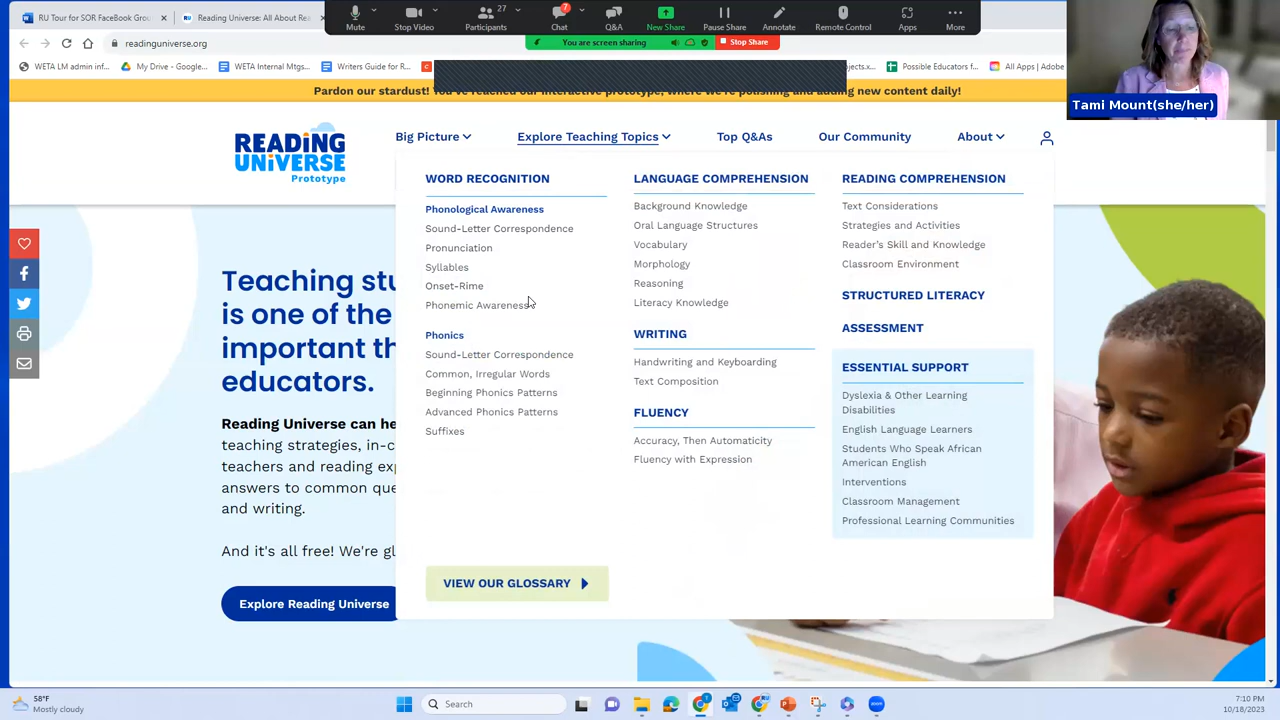 RU Tour for SOR FaceBook Grou
Reading Universe: All About Rea
Mute
Stop Video
27
Participants
7
Chat
Q&A
New Share
Pause Share
Annotate
Remote Control
Apps
More
You are screen sharing
Stop Share
readinguniverse.org
WETA LM admin inf...
My Drive - Google...
WETA Internal Mtgs...
Writers Guide for R...
ojects.x...
Possible Educators f...
All Apps | Adobe
Tami Mount(she/her)
Pardon our stardust! You've reached our interactive prototype, where we're polishing and adding new content daily!
READING
UNIVERSE
Prototype
Big Picture
Explore Teaching Topics
Top Q&As
Our Community
About
WORD RECOGNITION
Phonological Awareness
Sound-Letter Correspondence
Pronunciation
Syllables
Onset-Rime
Phonemic Awareness
Phonics
Sound-Letter Correspondence
Common, Irregular Words
Beginning Phonics Patterns
Advanced Phonics Patterns
Suffixes
VIEW OUR GLOSSARY
LANGUAGE COMPREHENSION
Background Knowledge
Oral Language Structures
Vocabulary
Morphology
Reasoning
Literacy Knowledge
WRITING
Handwriting and Keyboarding
Text Composition
FLUENCY
Accuracy, Then Automaticity
Fluency with Expression
READING COMPREHENSION
Text Considerations
Strategies and Activities
Reader's Skill and Knowledge
Classroom Environment
STRUCTURED LITERACY
ASSESSMENT
ESSENTIAL SUPPORT
Dyslexia & Other Learning
Disabilities
English Language Learners
Students Who Speak African
American English
Interventions
Classroom Management
Professional Learning Communities
Teaching stu
is one of the
important th
educators.
Reading Universe can he
teaching strategies, in-c
teachers and reading exp
answers to common que
and writing.
And it's all free! We're gl
Explore Reading Universe
58°F
Mostly cloudy
Search
7:10 PM
10/18/2023